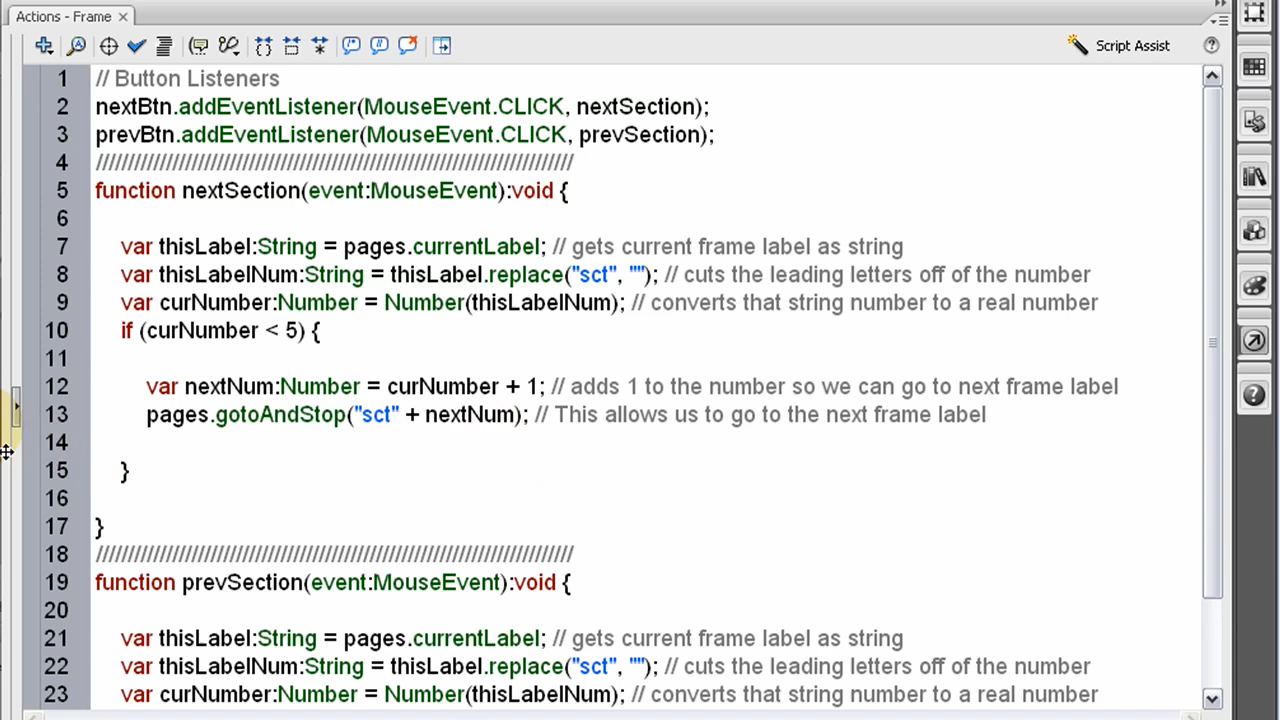 Actions - Frame
Script Assist
1 // Button Listeners
2 nextBtn.addEventListener(MouseEvent.CLICK, nextSection);
3 prevBtn.addEventListener(MouseEvent.CLICK, prevSection);
4 //////////////////////////////////////////////////////////////////////////
5 function nextSection(event:MouseEvent):void {
6
7 var thisLabel:String = pages.currentLabel; // gets current frame label as string
8 var thisLabelNum:String = thisLabel.replace("sct", ""); // cuts the leading letters off of the number
9 var curNumber:Number = Number(thisLabelNum); // converts that string number to a real number
10 if (curNumber < 5) {
11
12 var nextNum:Number = curNumber + 1; // adds 1 to the number so we can go to next frame label
13 pages.gotoAndStop("sct" + nextNum); // This allows us to go to the next frame label
14
15 }
16
17 }
18 //////////////////////////////////////////////////////////////////////////
19 function prevSection(event:MouseEvent):void {
20
21 var thisLabel:String = pages.currentLabel; // gets current frame label as string
22 var thisLabelNum:String = thisLabel.replace("sct", ""); // cuts the leading letters off of the number
23 var curNumber:Number = Number(thisLabelNum); // converts that string number to a real number